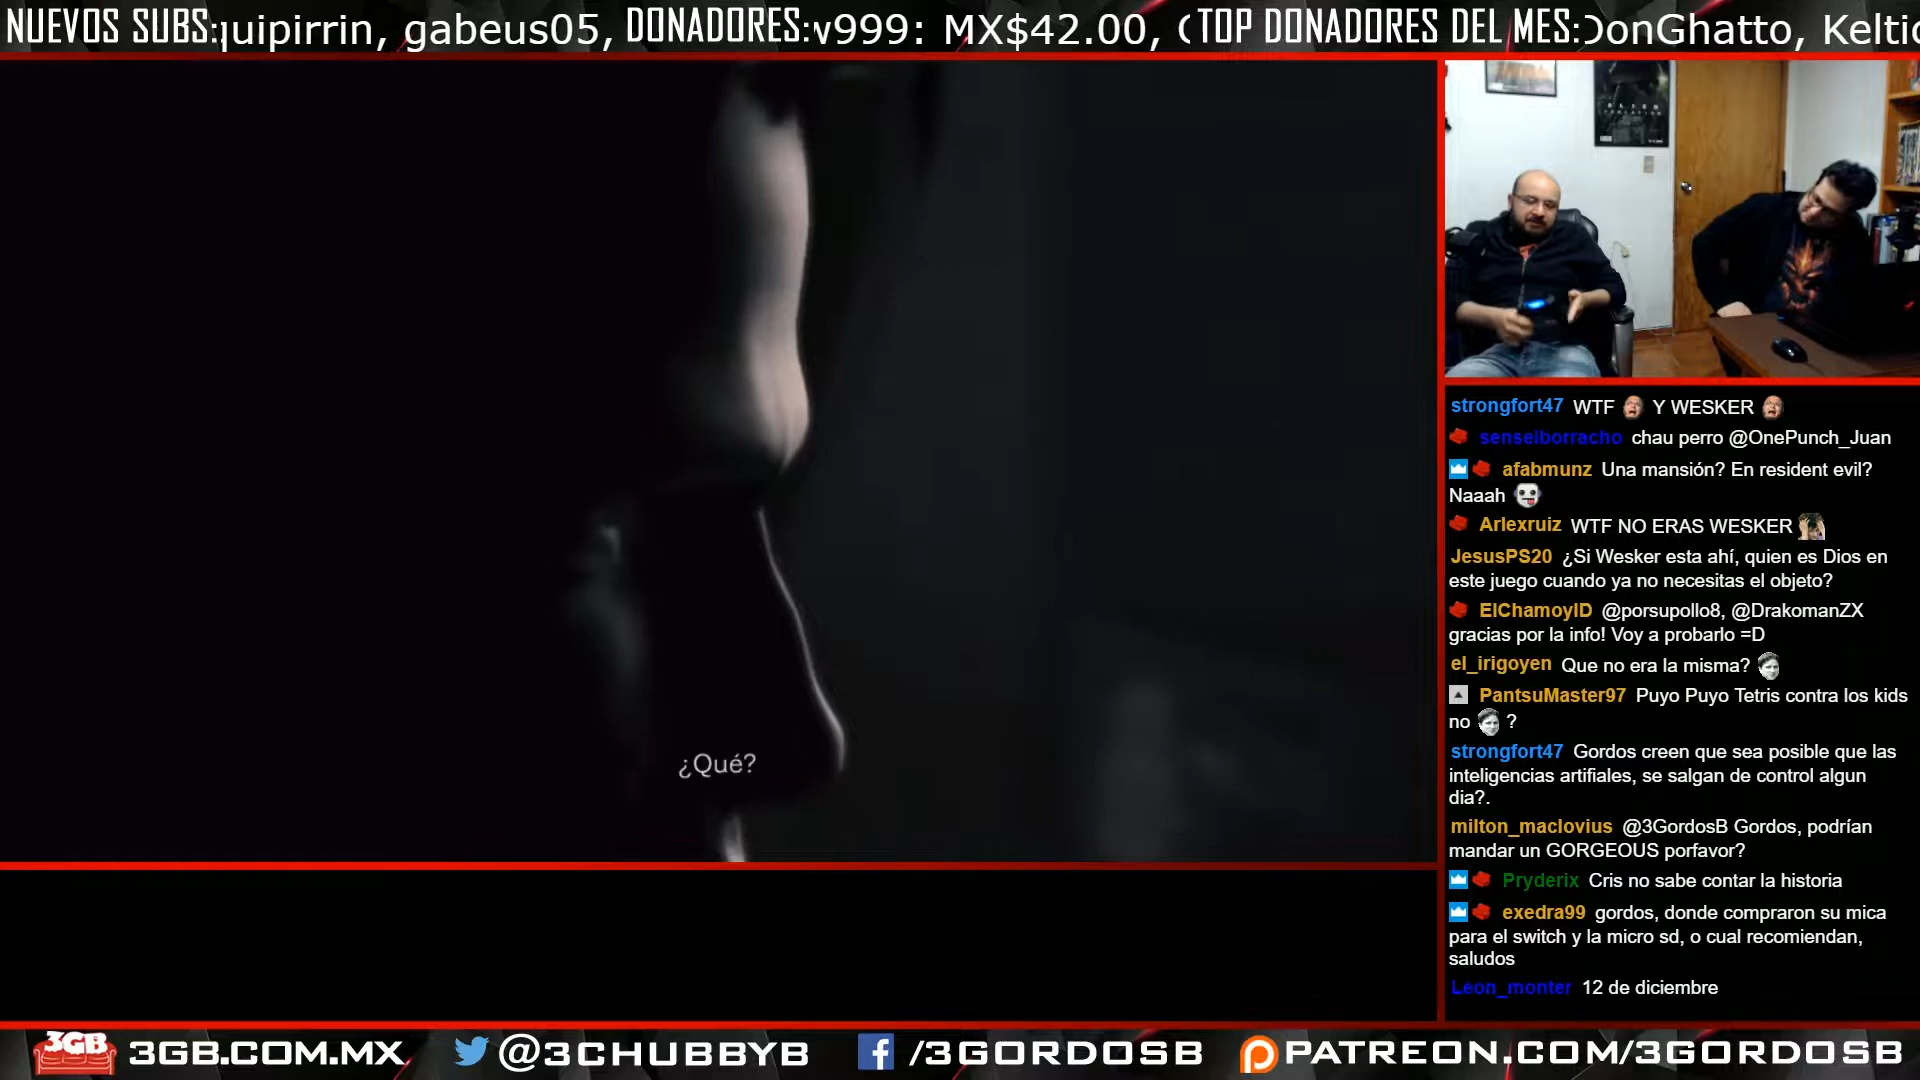 NUEVOS SUBS: quipirrin, gabeus05, DONADORES: v999: MX$42.00, ( TOP DONADORES DEL MES: DonGhatto, Keltic
strongfort47 WTF Y WESKER
senseiborracho chau perro @OnePunch_Juan
afabmunz Una mansión? En resident evil?
Naaah
Arlexruiz WTF NO ERAS WESKER
JesusPS20 ¿Si Wesker esta ahí, quien es Dios en
este juego cuando ya no necesitas el objeto?
ElChamoyID @porsupollo8, @DrakomanZX
gracias por la info! Voy a probarlo =D
el_irigoyen Que no era la misma?
PantsuMaster97 Puyo Puyo Tetris contra los kids
no ?
strongfort47 Gordos creen que sea posible que las
inteligencias artifiales, se salgan de control algun
dia?.
¿Qué?
milton_maclovius @3GordosB Gordos, podrían
mandar un GORGEOUS porfavor?
Pryderix Cris no sabe contar la historia
exedra99 gordos, donde compraron su mica
para el switch y la micro sd, o cual recomiendan,
saludos
Leon_monter 12 de diciembre
3GB 3GB.COM.MX @3CHUBBYB /3GORDOSB PATREON.COM/3GORDOSB